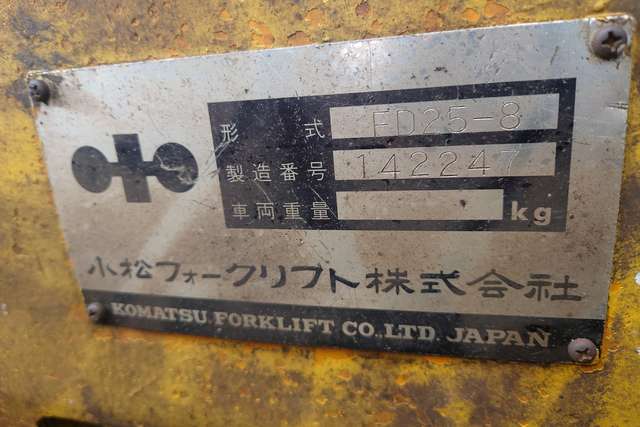 形式 FD25-8
製造番号 142247
車両重量 kg
小松フォークリフト株式会社
KOMATSU FORKLIFT CO., LTD. JAPAN